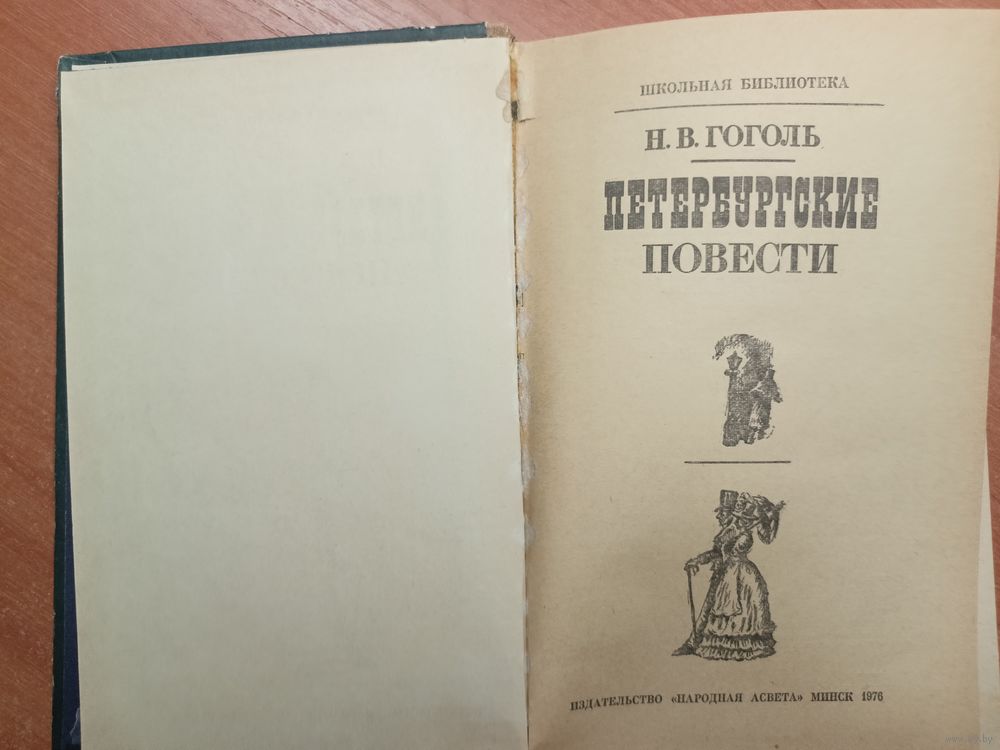 ШКОЛЬНАЯ БИБЛИОТЕКА
Н. В. ГОГОЛЬ
ПЕТЕРБУРГСКИЕ
ПОВЕСТИ
ИЗДАТЕЛЬСТВО «НАРОДНАЯ АСВЕТА» МИНСК 1976